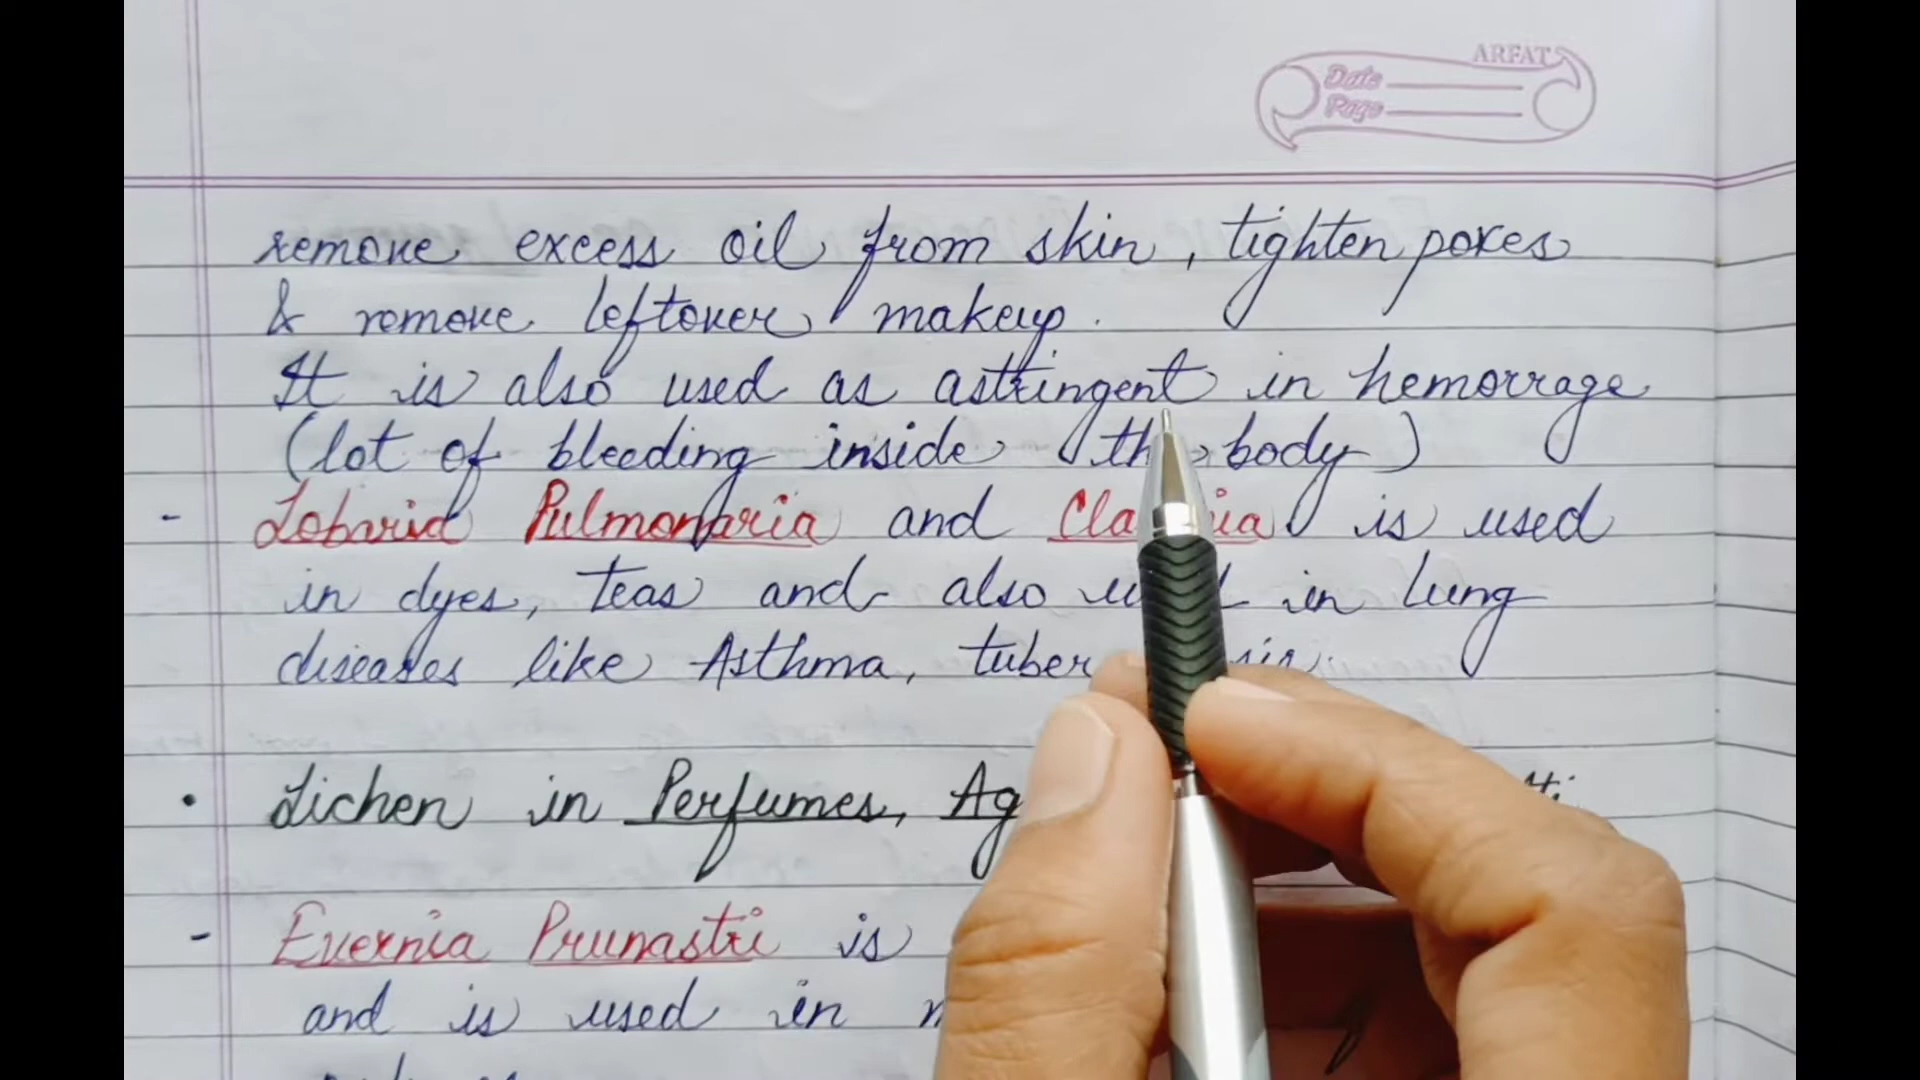 ARFAT
Date
Page
remove excess oil from skin, tighten pores
& remove leftover makeup.
It is also used as astringent in hemorrage
(lot of bleeding inside the body)
- Lobaria Pulmonaria and is used
in dyes, teas and also in lung
diseases like Asthma,
• Lichen in Perfumes,
- Evernia Prunastri is
and is used in